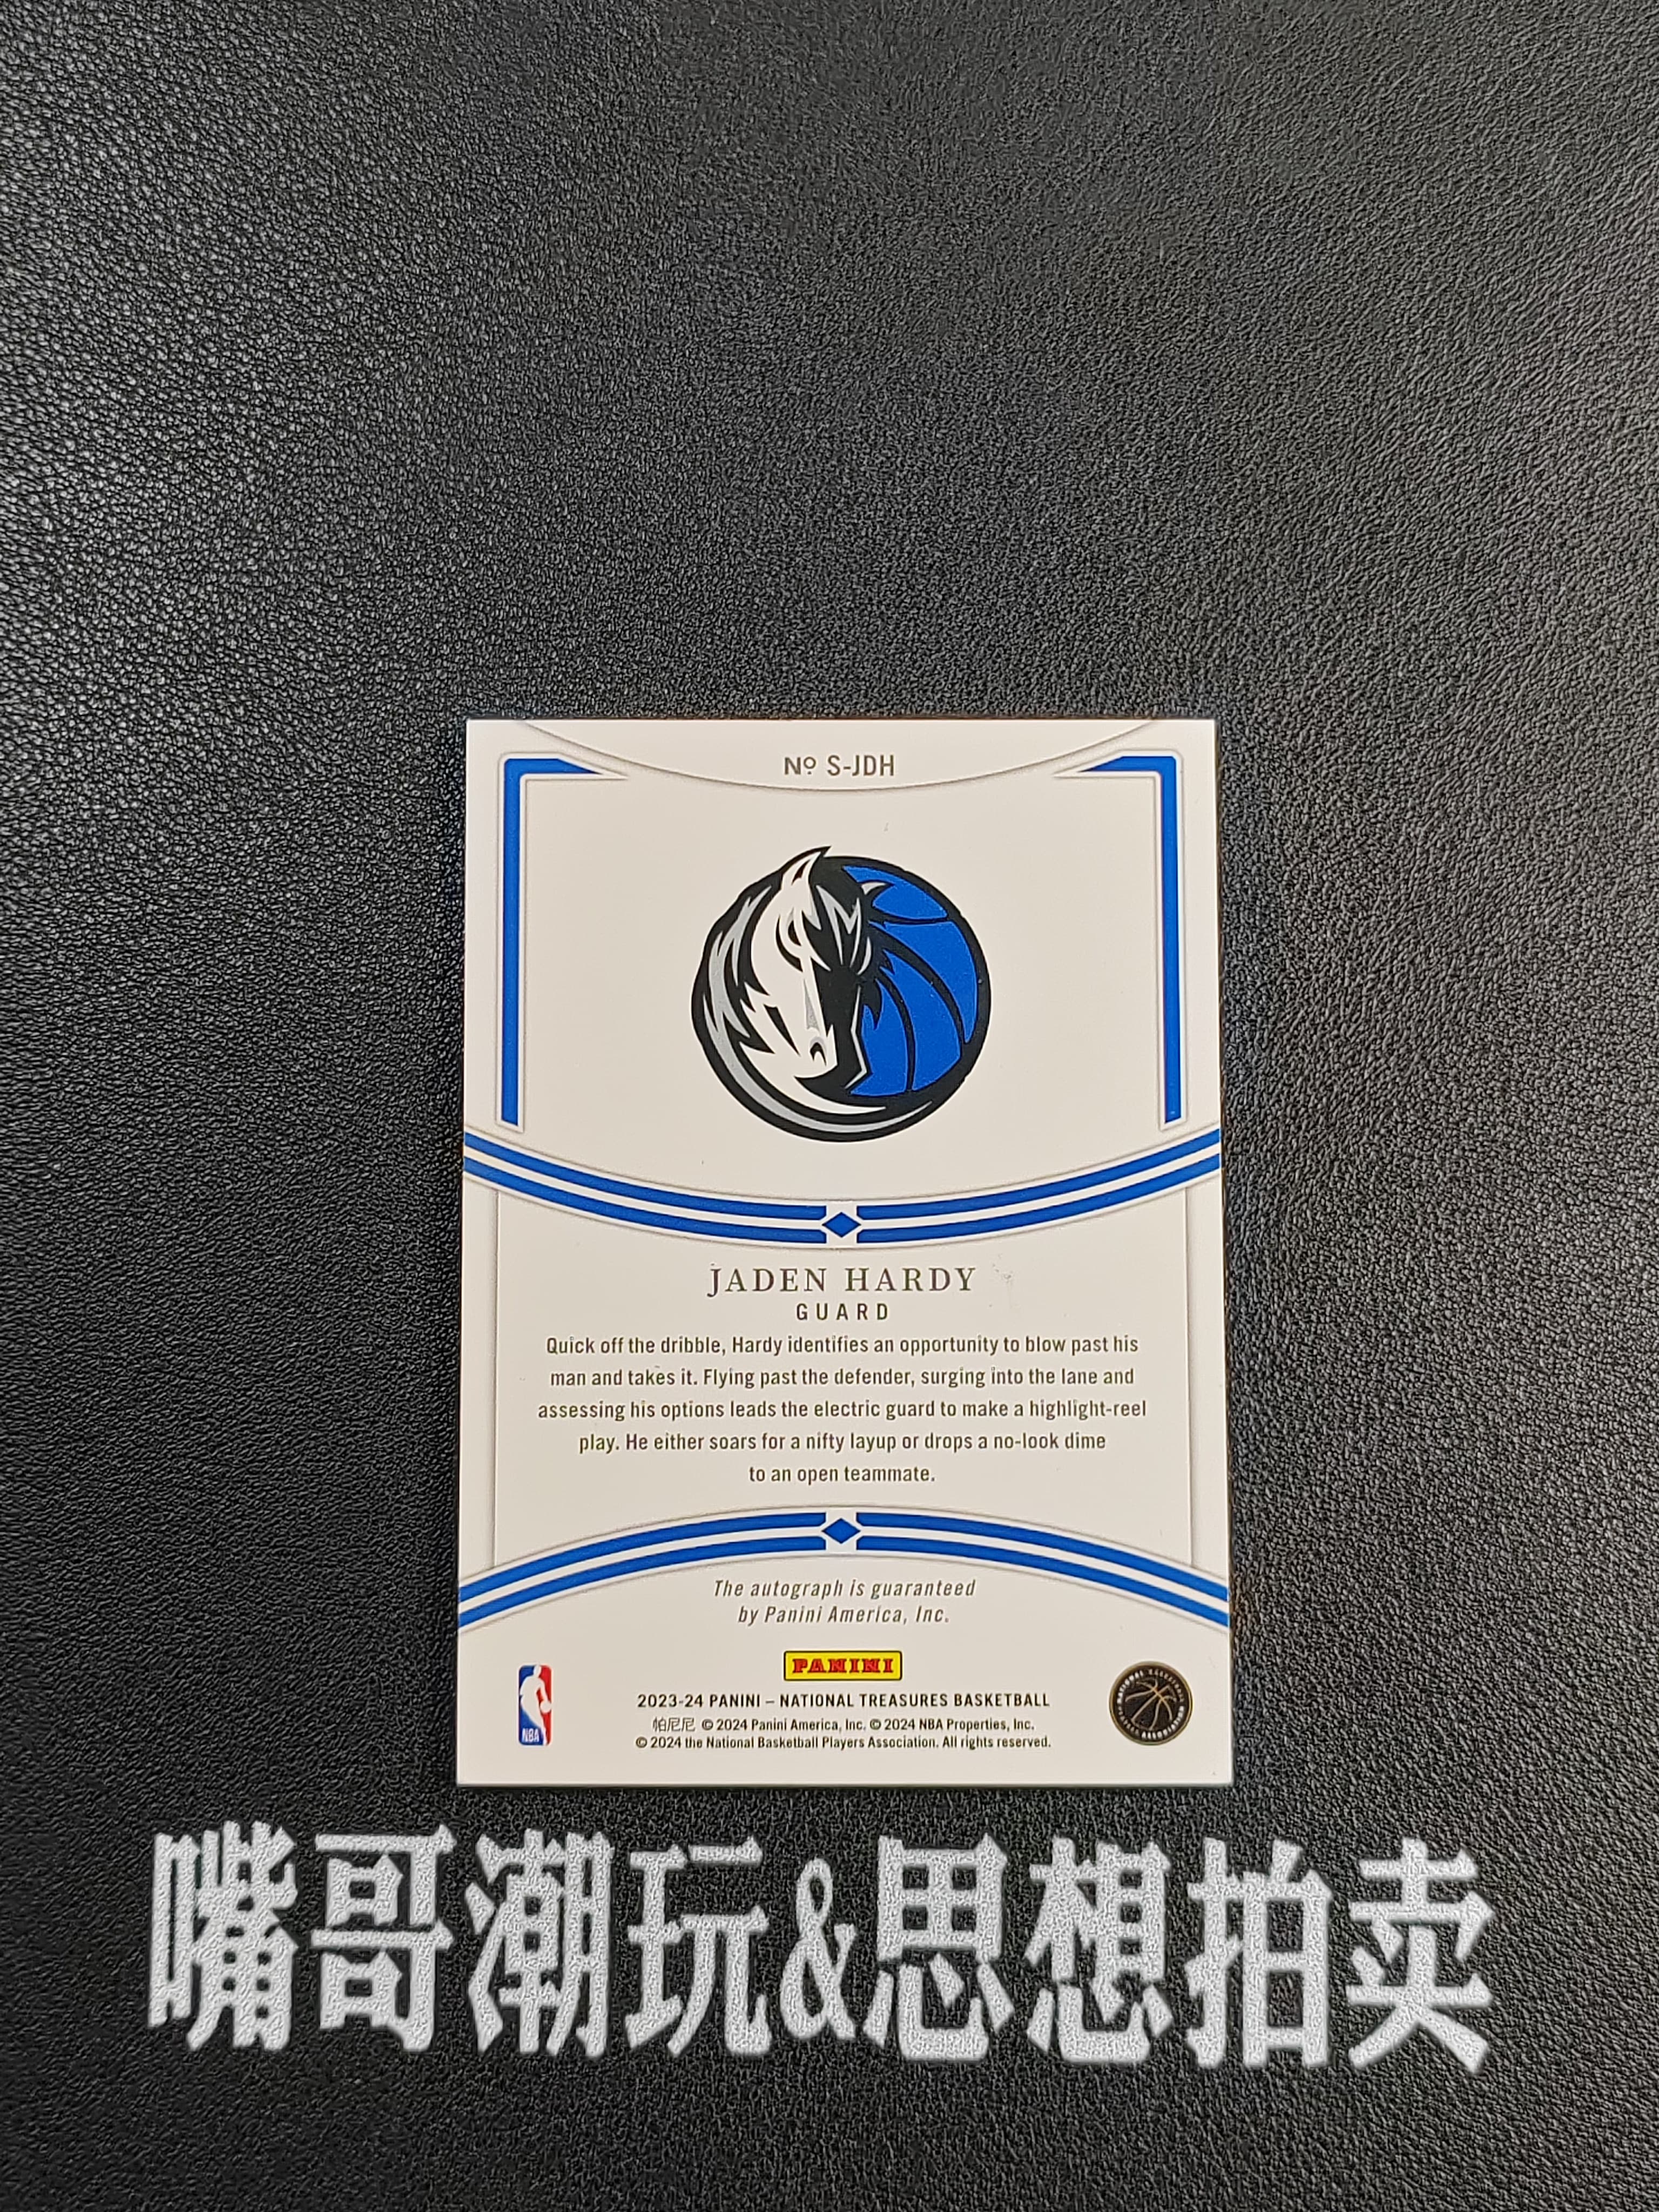 Nº S-JDH
JADEN HARDY
GUARD
Quick off the dribble, Hardy identifies an opportunity to blow past his
man and takes it. Flying past the defender, surging into the lane and
assessing his options leads the electric guard to make a highlight-reel
play. He either soars for a nifty layup or drops a no-look dime
to an open teammate.
The autograph is guaranteed
by Panini America, Inc.
PANINI
NBA
2023-24 PANINI – NATIONAL TREASURES BASKETBALL
帕尼尼 © 2024 Panini America, Inc. © 2024 NBA Properties, Inc.
© 2024 the National Basketball Players Association. All rights reserved.
NATIONAL BASKETBALL
PLAYERS ASSOCIATION
嘴哥潮玩&思想拍卖